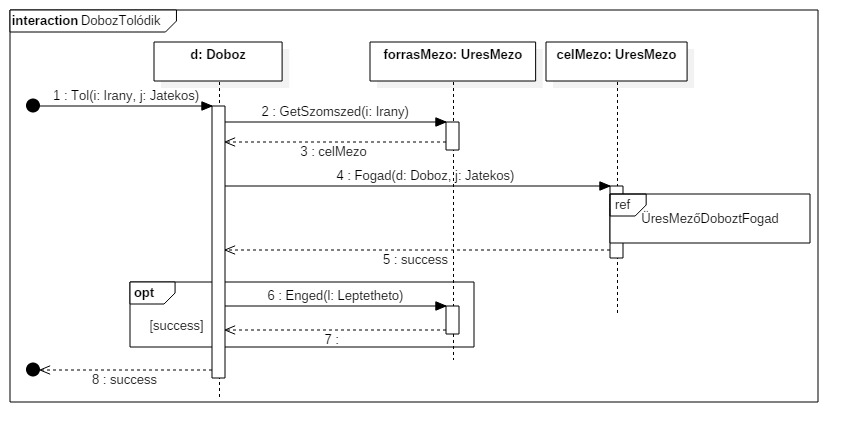 interaction DobozTolódik
d: Doboz
forrasMezo: UresMezo
celMezo: UresMezo
1 : Tol(i: Irany, j: Jatekos)
2 : GetSzomszed(i: Irany)
3 : celMezo
4 : Fogad(d: Doboz, j: Jatekos)
ref
ÜresMezőDoboztFogad
5 : success
opt
6 : Enged(l: Leptetheto)
[success]
7 :
8 : success